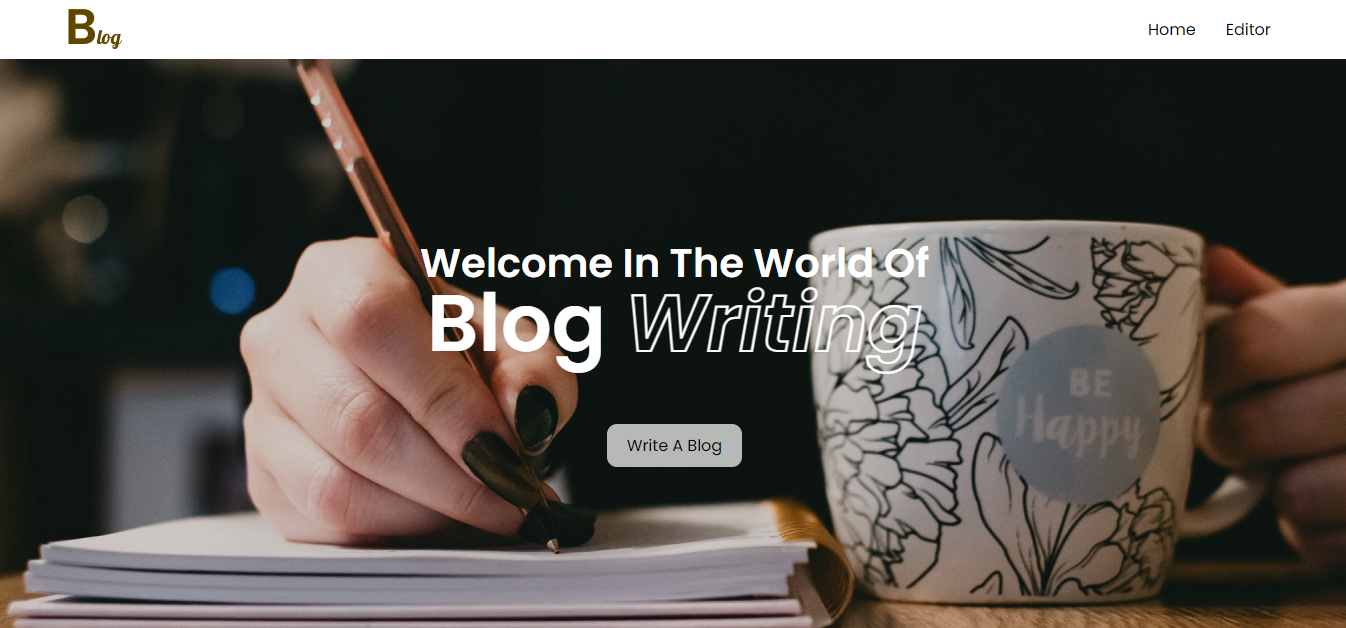 Blog
Home
Editor
Welcome In The World Of
Blog Writing
BE
Happy
Write A Blog